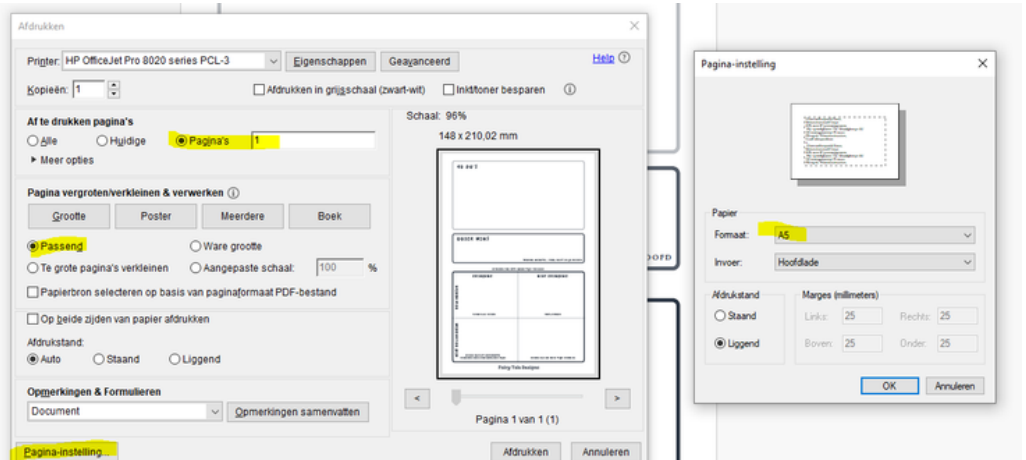 Afdrukken
Printer: HP OfficeJet Pro 8020 series PCL-3 Eigenschappen Geavanceerd Help
Kopieën: 1 Afdrukken in grijsschaal (zwart-wit) Inkt/toner besparen
Af te drukken pagina's
Alle Huidige Pagina's 1
Meer opties
Pagina vergroten/verkleinen & verwerken
Grootte Poster Meerdere Boek
Passend Ware grootte
Te grote pagina's verkleinen Aangepaste schaal: 100 %
Papierbron selecteren op basis van paginaformaat PDF-bestand
Op beide zijden van papier afdrukken
Afdrukstand:
Auto Staand Liggend
Opmerkingen & Formulieren
Document Opmerkingen samenvatten
Pagina-instelling...
Schaal: 96%
148 x 210,02 mm
Fairy Tale Designs
< >
Pagina 1 van 1 (1)
Afdrukken Annuleren
OOFD
Pagina-instelling
Papier
Formaat: A5
Invoer: Hoofdlade
Afdrukstand
Staand
Liggend
Marges (millimeters)
Links: 25 Rechts: 25
Boven: 25 Onder: 25
OK Annuleren